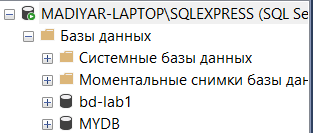 MADIYAR-LAPTOP\SQLEXPRESS (SQL Se
Базы данных
Системные базы данных
Моментальные снимки базы дан
bd-lab1
MYDB